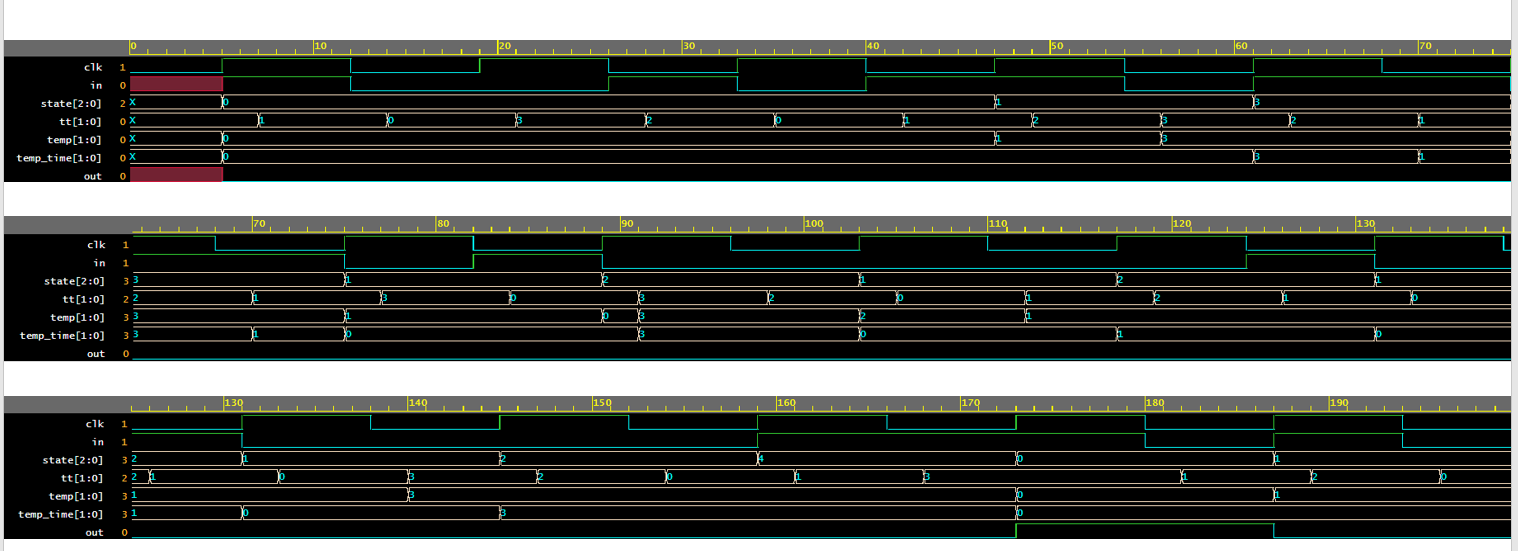 0 10 20 30 40 50 60 70
clk 1
in 0
state[2:0] 2 X 0 1 3
tt[1:0] 0 X 1 0 3 2 0 1 2 3 2 1
temp[1:0] 0 X 0 1 3
temp_time[1:0] 0 X 0 3 1
out 0
70 80 90 100 110 120 130
clk 1
in 1
state[2:0] 3 3 1 2 1 2 1
tt[1:0] 2 2 1 3 0 3 2 0 1 2 1 0
temp[1:0] 3 3 1 0 3 2 1
temp_time[1:0] 3 3 1 0 3 0 1 0
out 0
130 140 150 160 170 180 190
clk 1
in 1
state[2:0] 3 2 1 2 4 0 1
tt[1:0] 2 2 1 0 3 2 0 1 3 1 2 0
temp[1:0] 3 1 3 0 1
temp_time[1:0] 3 1 0 3 0
out 0